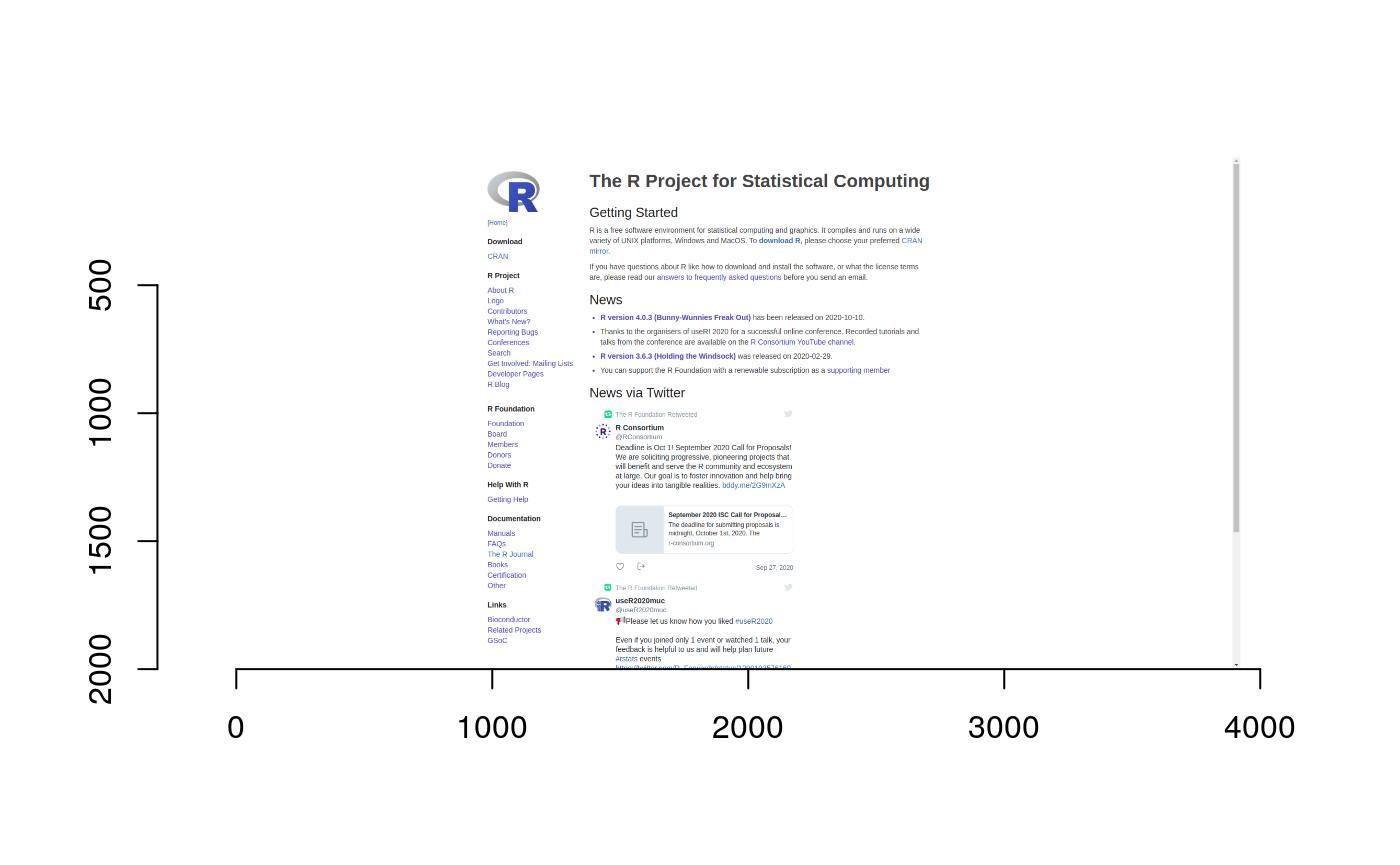 The R Project for Statistical Computing
R
[Home]
Download
CRAN
R Project
About R
Logo
Contributors
What's New?
Reporting Bugs
Conferences
Search
Get Involved: Mailing Lists
Developer Pages
R Blog
R Foundation
Foundation
Board
Members
Donors
Donate
Help With R
Getting Help
Documentation
Manuals
FAQs
The R Journal
Books
Certification
Other
Links
Bioconductor
Related Projects
GSoC
Getting Started
R is a free software environment for statistical computing and graphics. It compiles and runs on a wide
variety of UNIX platforms, Windows and MacOS. To download R, please choose your preferred CRAN
mirror.
If you have questions about R like how to download and install the software, or what the license terms
are, please read our answers to frequently asked questions before you send an email.
News
• R version 4.0.3 (Bunny-Wunnies Freak Out) has been released on 2020-10-10.
• Thanks to the organisers of useR! 2020 for a successful online conference. Recorded tutorials and
talks from the conference are available on the R Consortium YouTube channel.
• R version 3.6.3 (Holding the Windsock) was released on 2020-02-29.
• You can support the R Foundation with a renewable subscription as a supporting member
News via Twitter
The R Foundation Retweeted
R
R Consortium
@RConsortium
Deadline is Oct 1! September 2020 Call for Proposals!
We are soliciting progressive, pioneering projects that
will benefit and serve the R community and ecosystem
at large. Our goal is to foster innovation and help bring
your ideas into tangible realities. bddy.me/2G9mXzA
September 2020 ISC Call for Proposal...
The deadline for submitting proposals is
midnight, October 1st, 2020. The
r-consortium.org
Sep 27, 2020
The R Foundation Retweeted
R
useR2020muc
@useR2020muc
Please let us know how you liked #useR2020
Even if you joined only 1 event or watched 1 talk, your
feedback is helpful to us and will help plan future
#rstats events
500
1000
1500
2000
0 1000 2000 3000 4000